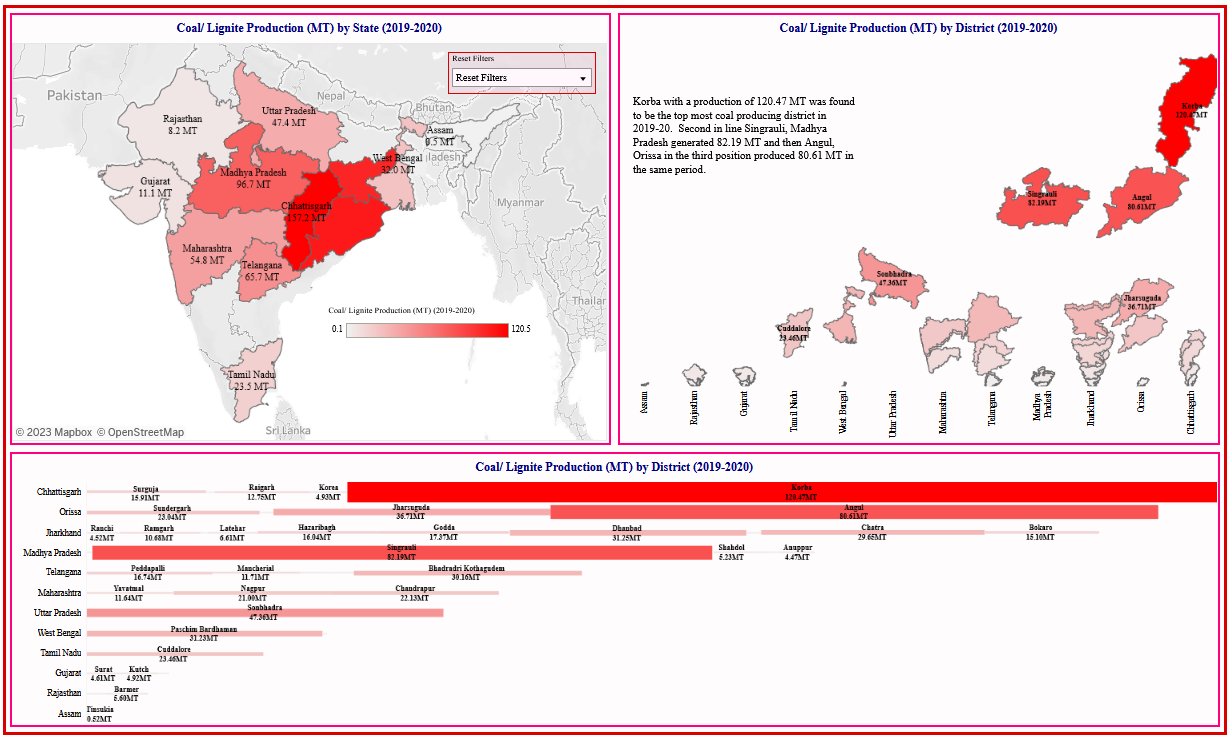 Coal/ Lignite Production (MT) by State (2019-2020)
Reset Filters
Reset Filters
Pakistan
Nepal
Bhutan
Myanmar
Sri Lanka
Rajasthan
8.2 MT
Uttar Pradesh
47.4 MT
Assam
0.5 MT
West Bengal
32.0 MT
Gujarat
11.1 MT
Madhya Pradesh
96.7 MT
Chhattisgarh
157.2 MT
Maharashtra
54.8 MT
Telangana
65.7 MT
Tamil Nadu
23.5 MT
Coal/ Lignite Production (MT) (2019-2020)
0.1
120.5
© 2023 Mapbox © OpenStreetMap
Coal/ Lignite Production (MT) by District (2019-2020)
Korba with a production of 120.47 MT was found
to be the top most coal producing district in
2019-20. Second in line Singrauli, Madhya
Pradesh generated 82.19 MT and then Angul,
Orissa in the third position produced 80.61 MT in
the same period.
Korba
120.47MT
Singrauli
82.19MT
Angul
80.61MT
Sonbhadra
47.36MT
Jharsuguda
36.71MT
Cuddalore
23.46MT
Assam
Rajasthan
Gujarat
Tamil Nadu
West Bengal
Uttar Pradesh
Maharashtra
Telangana
Madhya
Pradesh
Jharkhand
Orissa
Chhattisgarh
Coal/ Lignite Production (MT) by District (2019-2020)
Chhattisgarh
Surguja
15.91MT
Raigarh
12.75MT
Korea
4.93MT
Korba
120.47MT
Orissa
Sundergarh
23.04MT
Jharsuguda
36.71MT
Angul
80.61MT
Jharkhand
Ranchi
4.52MT
Ramgarh
10.68MT
Latehar
6.61MT
Hazaribagh
16.04MT
Godda
17.37MT
Dhanbad
31.25MT
Chatra
29.65MT
Bokaro
15.10MT
Madhya Pradesh
Singrauli
82.19MT
Shahdol
5.23MT
Anuppur
4.47MT
Telangana
Peddapalli
16.74MT
Mancherial
11.71MT
Bhadradri Kothagudem
30.16MT
Maharashtra
Yavatmal
11.64MT
Nagpur
21.00MT
Chandrapur
22.13MT
Uttar Pradesh
Sonbhadra
47.36MT
West Bengal
Paschim Bardhaman
31.23MT
Tamil Nadu
Cuddalore
23.46MT
Gujarat
Surat
4.61MT
Kutch
4.92MT
Rajasthan
Barmer
5.60MT
Assam
Tinsukia
0.52MT